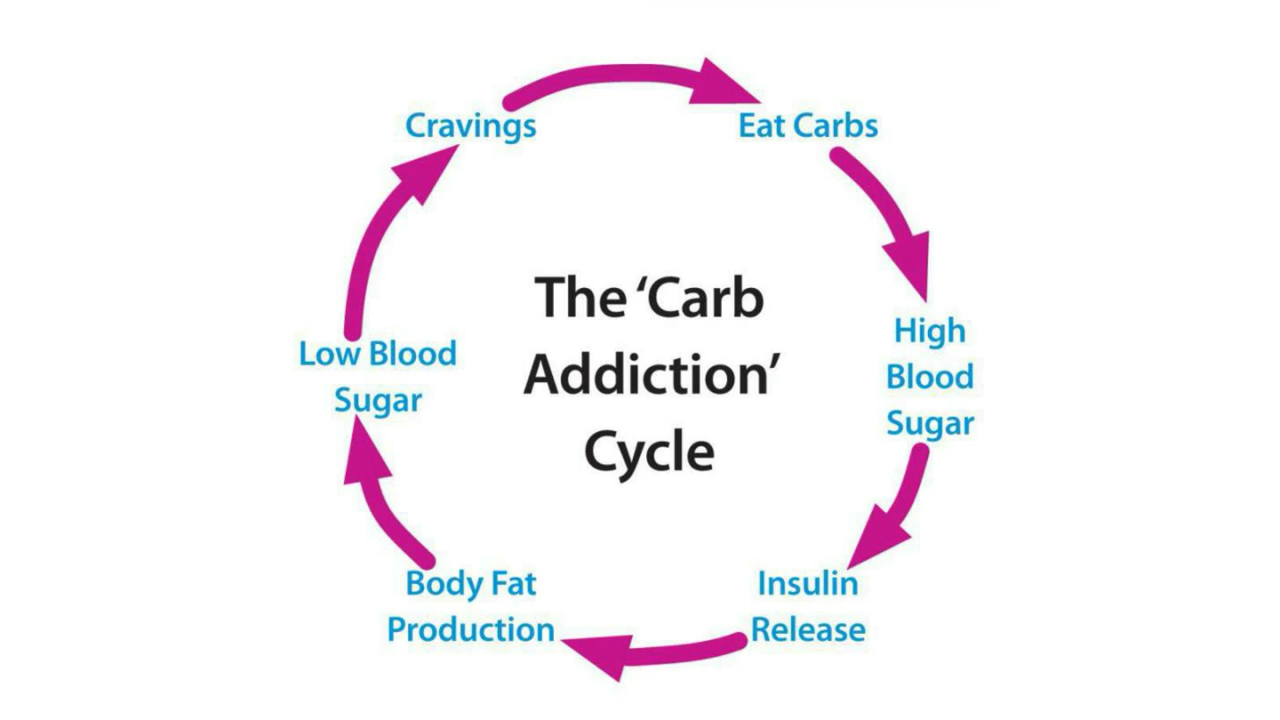 The ‘Carb
Addiction’
Cycle
Cravings
Eat Carbs
High
Blood
Sugar
Insulin
Release
Body Fat
Production
Low Blood
Sugar